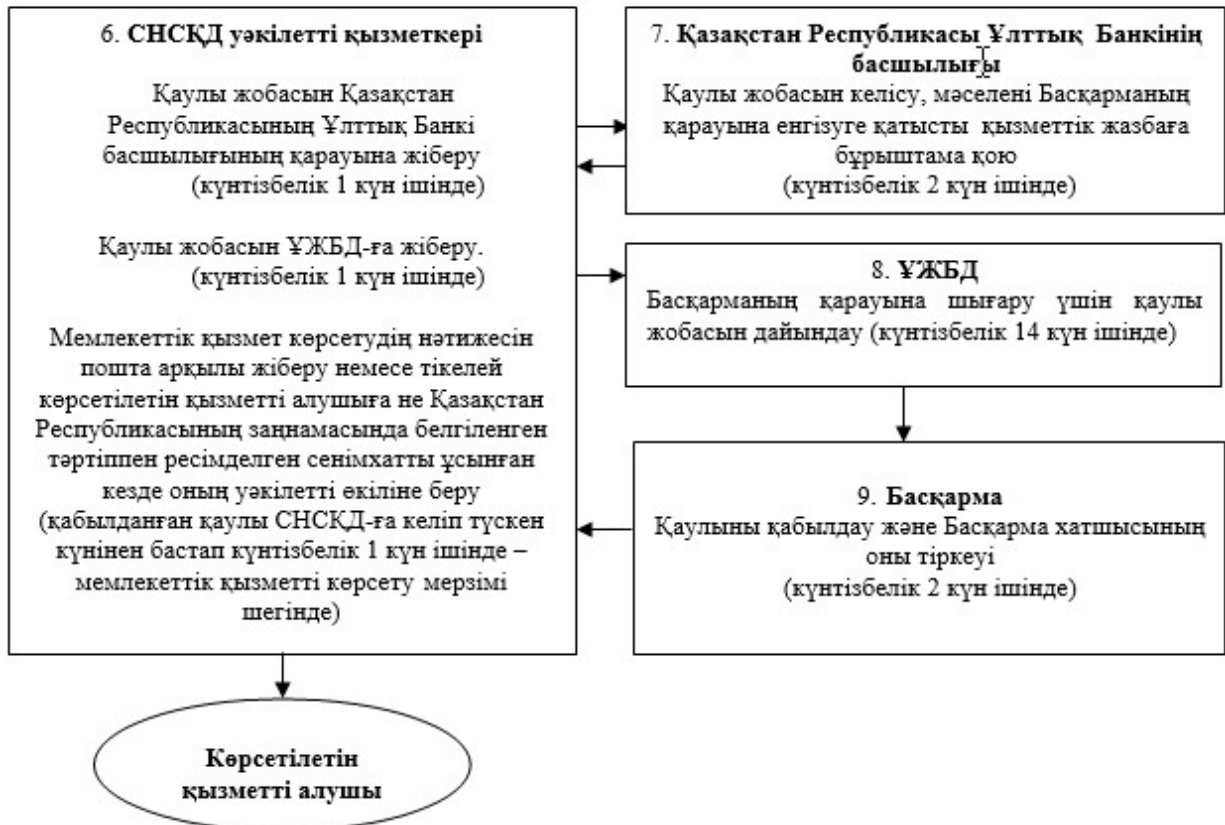 6. СНСҚД уәкілетті қызметкері
Қаулы жобасын Қазақстан
Республикасының Ұлттық Банкі
басшылығының қарауына жіберу
(күнтізбелік 1 күн ішінде)
Қаулы жобасын ҰЖБД-ға жіберу.
(күнтізбелік 1 күн ішінде)
Мемлекеттік қызмет көрсетудің нәтижесін
пошта арқылы жіберу немесе тікелей
көрсетілетін қызметті алушыға не Қазақстан
Республикасының заңнамасында белгіленген
тәртіппен ресімделген сенімхатты ұсынған
кезде оның уәкілетті өкіліне беру
(қабылданған қаулы СНСҚД-ға келіп түскен
күнінен бастап күнтізбелік 1 күн ішінде –
мемлекеттік қызметті көрсету мерзімі
шегінде)
7. Қазақстан Республикасы Ұлттық Банкінің
басшылығы
Қаулы жобасын келісу, мәселені Басқарманың
қарауына енгізуге қатысты қызметтік жазбаға
бұрыштама қою
(күнтізбелік 2 күн ішінде)
8. ҰЖБД
Басқарманың қарауына шығару үшін қаулы
жобасын дайындау (күнтізбелік 14 күн ішінде)
9. Басқарма
Қаулыны қабылдау және Басқарма хатшысының
оны тіркеуі
(күнтізбелік 2 күн ішінде)
Көрсетілетін
қызметті алушы